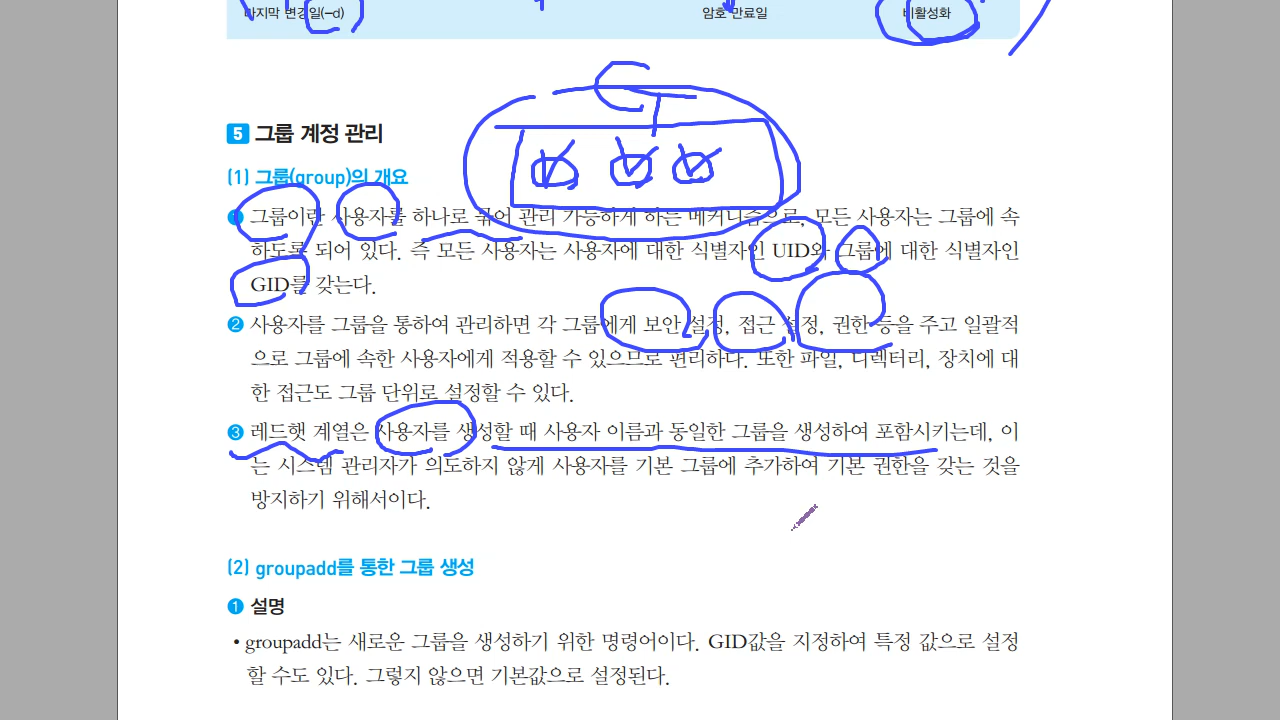 마지막 변경일(-d) 암호 만료일 비활성화
5 그룹 계정 관리
(1) 그룹(group)의 개요
❶ 그룹이란 사용자를 하나로 묶어 관리 가능하게 하는 메커니즘으로, 모든 사용자는 그룹에 속
하도록 되어 있다. 즉 모든 사용자는 사용자에 대한 식별자인 UID와 그룹에 대한 식별자인
GID를 갖는다.
❷ 사용자를 그룹을 통하여 관리하면 각 그룹에게 보안 설정, 접근 설정, 권한 등을 주고 일괄적
으로 그룹에 속한 사용자에게 적용할 수 있으므로 편리하다. 또한 파일, 디렉터리, 장치에 대
한 접근도 그룹 단위로 설정할 수 있다.
❸ 레드햇 계열은 사용자를 생성할 때 사용자 이름과 동일한 그룹을 생성하여 포함시키는데, 이
는 시스템 관리자가 의도하지 않게 사용자를 기본 그룹에 추가하여 기본 권한을 갖는 것을
방지하기 위해서이다.
(2) groupadd를 통한 그룹 생성
❶ 설명
• groupadd는 새로운 그룹을 생성하기 위한 명령어이다. GID값을 지정하여 특정 값으로 설정
할 수도 있다. 그렇지 않으면 기본값으로 설정된다.